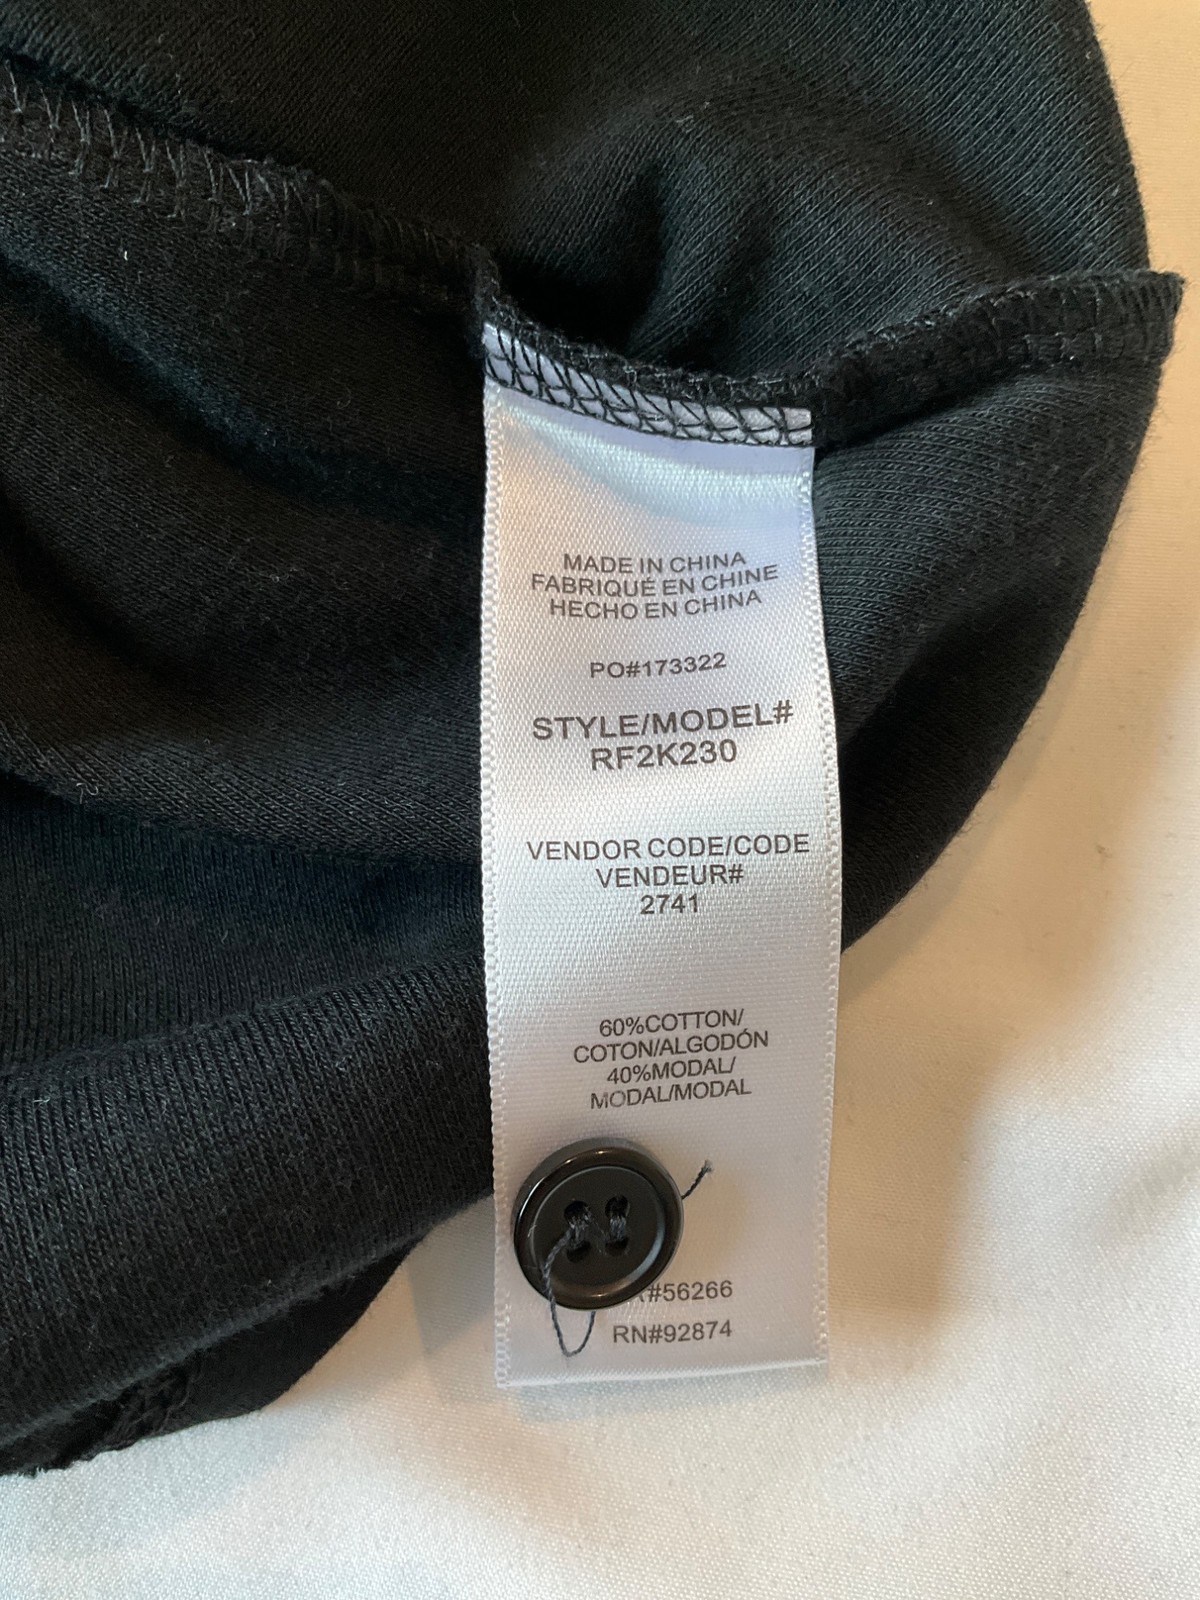 MADE IN CHINA
FABRIQUÉ EN CHINE
HECHO EN CHINA
PO#173322
STYLE/MODEL#
RF2K230
VENDOR CODE/CODE
VENDEUR#
2741
60%COTTON/
COTON/ALGODÓN
40%MODAL/
MODAL/MODAL
#56266
RN#92874